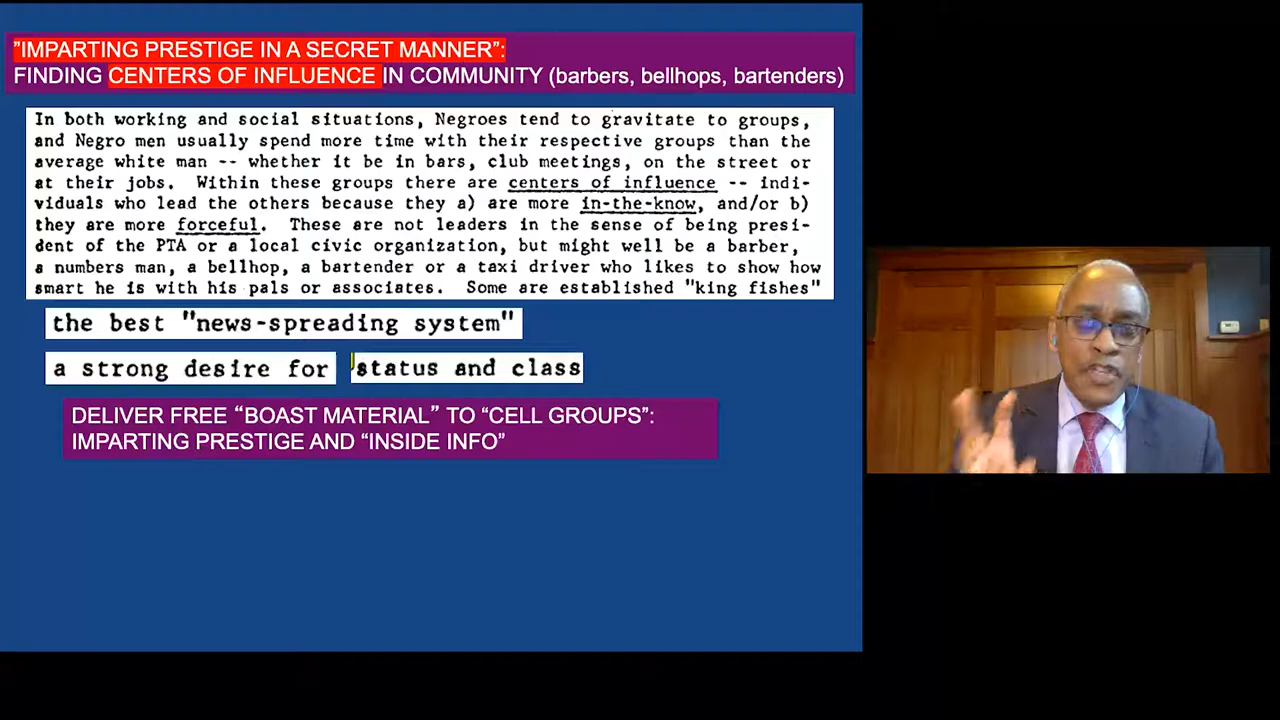 ”IMPARTING PRESTIGE IN A SECRET MANNER”:
FINDING CENTERS OF INFLUENCE IN COMMUNITY (barbers, bellhops, bartenders)
In both working and social situations, Negroes tend to gravitate to groups,
and Negro men usually spend more time with their respective groups than the
average white man -- whether it be in bars, club meetings, on the street or
at their jobs. Within these groups there are centers of influence -- indi-
viduals who lead the others because they a) are more in-the-know, and/or b)
they are more forceful. These are not leaders in the sense of being presi-
dent of the PTA or a local civic organization, but might well be a barber,
a numbers man, a bellhop, a bartender or a taxi driver who likes to show how
smart he is with his pals or associates. Some are established "king fishes"
the best "news-spreading system"
a strong desire for status and class
DELIVER FREE “BOAST MATERIAL” TO “CELL GROUPS”:
IMPARTING PRESTIGE AND “INSIDE INFO”